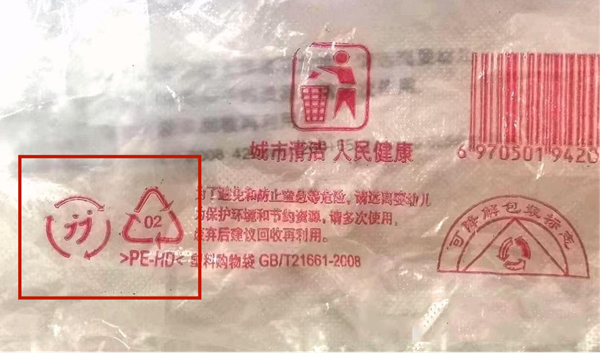 城市清洁 人民健康
6 970501 9420
为了避免和防止窒息等危险，请远离婴幼儿
为保护环境和节约资源，请多次使用，
废弃后建议回收再利用。
塑料购物袋 GB/T21661-2008
02
>PE-HD<
可降解包装标志